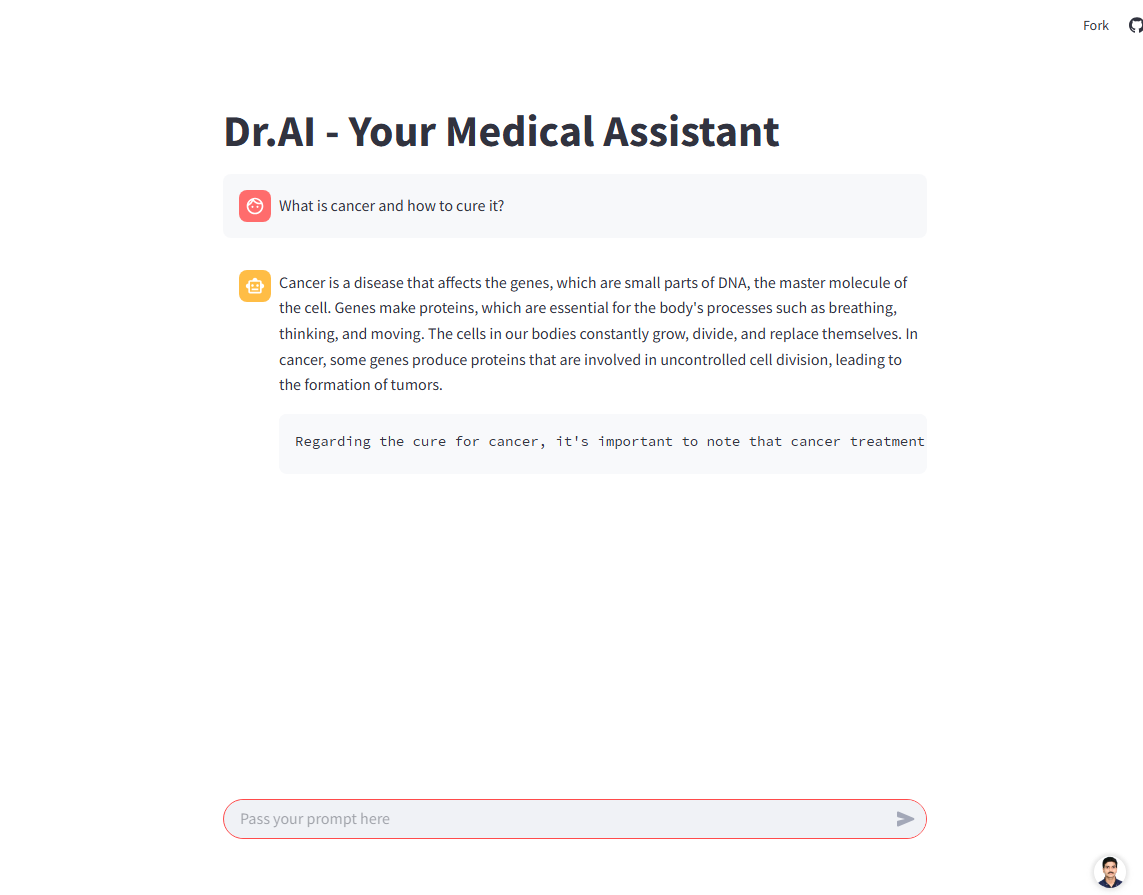 Fork
Dr.AI - Your Medical Assistant
What is cancer and how to cure it?
Cancer is a disease that affects the genes, which are small parts of DNA, the master molecule of
the cell. Genes make proteins, which are essential for the body's processes such as breathing,
thinking, and moving. The cells in our bodies constantly grow, divide, and replace themselves. In
cancer, some genes produce proteins that are involved in uncontrolled cell division, leading to
the formation of tumors.
Regarding the cure for cancer, it's important to note that cancer treatment
Pass your prompt here